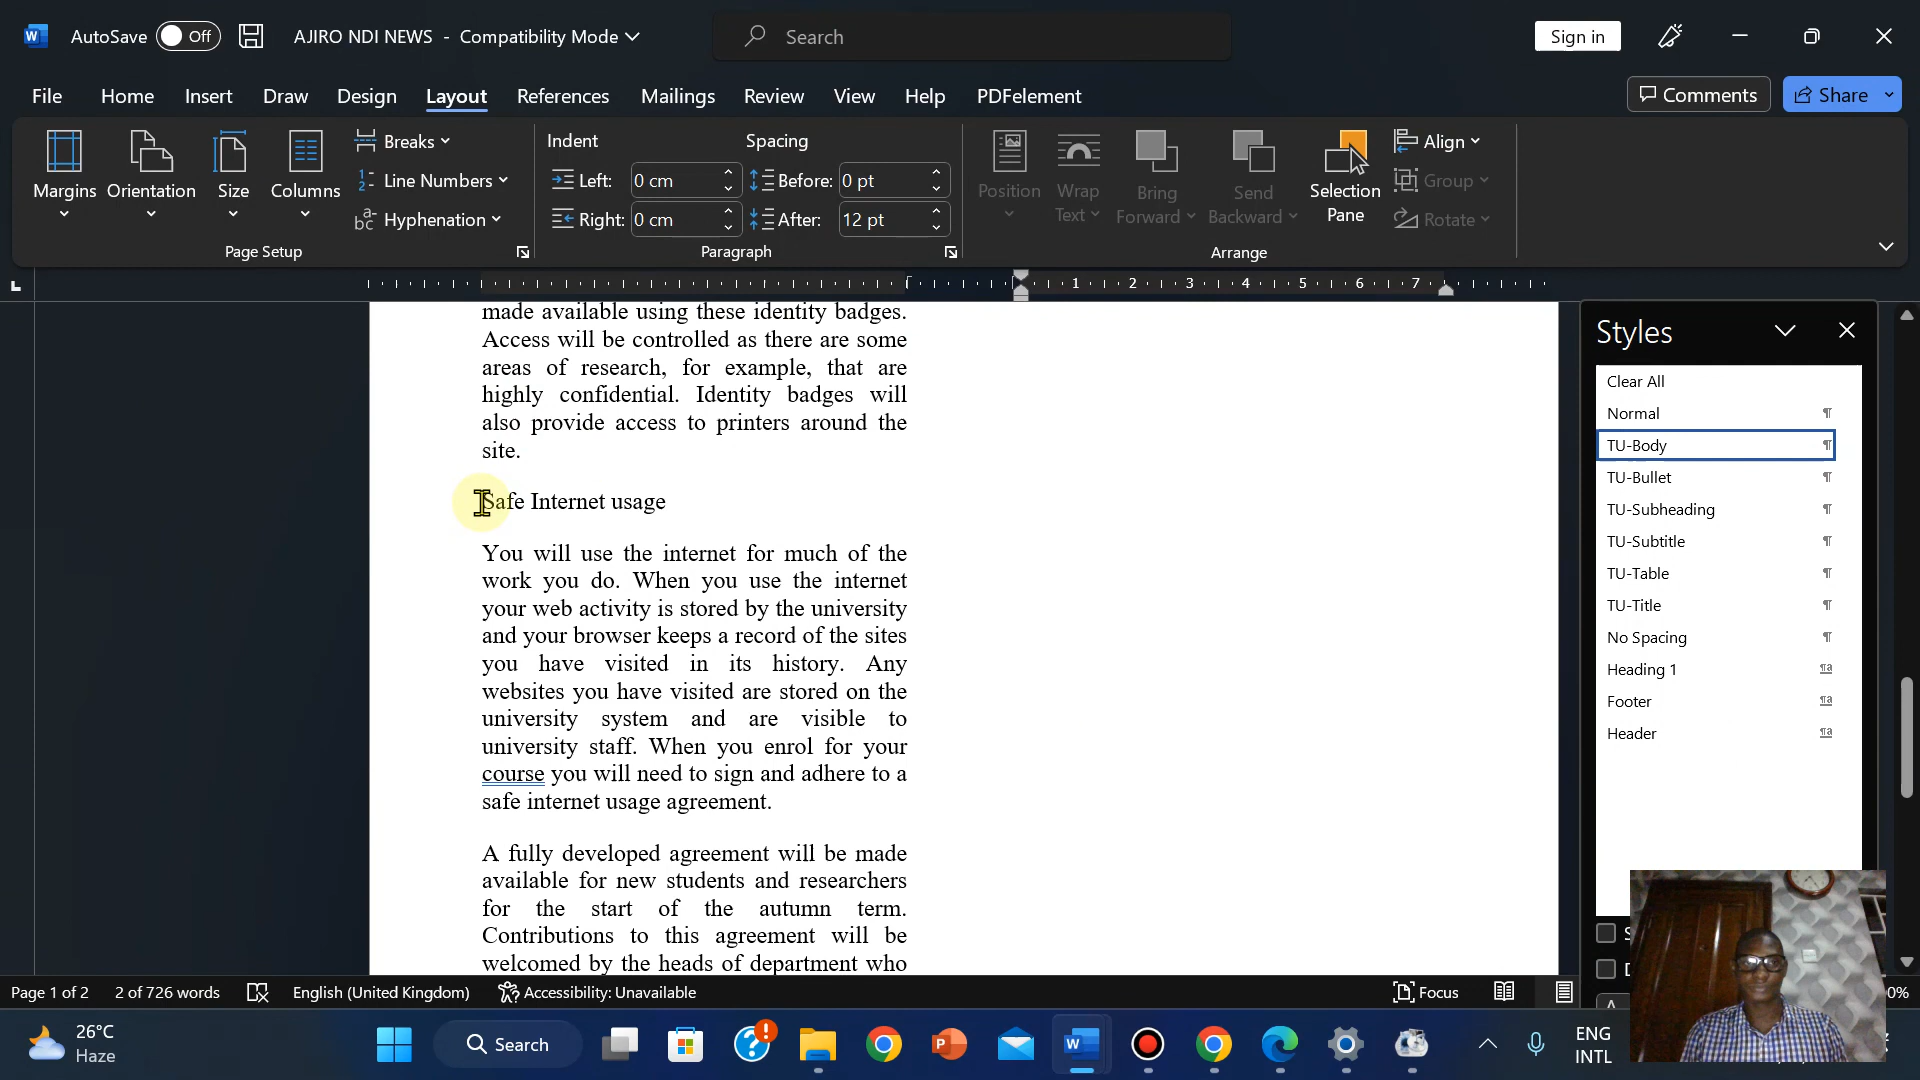 AutoSave Off AJIRO NDI NEWS - Compatibility Mode Search Sign in
File Home Insert Draw Design Layout References Mailings Review View Help PDFelement Comments Share
Margins Orientation Size Columns
Breaks
Line Numbers
Hyphenation
Page Setup
Indent Spacing
Left: 0 cm Before: 0 pt
Right: 0 cm After: 12 pt
Paragraph
Position Wrap Text Bring Forward Send Backward Selection Pane
Align
Group
Rotate
Arrange
1 2 3 4 5 6 7
made available using these identity badges.
Access will be controlled as there are some
areas of research, for example, that are
highly confidential. Identity badges will
also provide access to printers around the
site.
Safe Internet usage
You will use the internet for much of the
work you do. When you use the internet
your web activity is stored by the university
and your browser keeps a record of the sites
you have visited in its history. Any
websites you have visited are stored on the
university system and are visible to
university staff. When you enrol for your
course you will need to sign and adhere to a
safe internet usage agreement.
A fully developed agreement will be made
available for new students and researchers
for the start of the autumn term.
Contributions to this agreement will be
welcomed by the heads of department who
Styles
Clear All
Normal
TU-Body
TU-Bullet
TU-Subheading
TU-Subtitle
TU-Table
TU-Title
No Spacing
Heading 1
Footer
Header
Page 1 of 2 2 of 726 words English (United Kingdom) Accessibility: Unavailable Focus 0%
26°C
Haze
Search
ENG
INTL